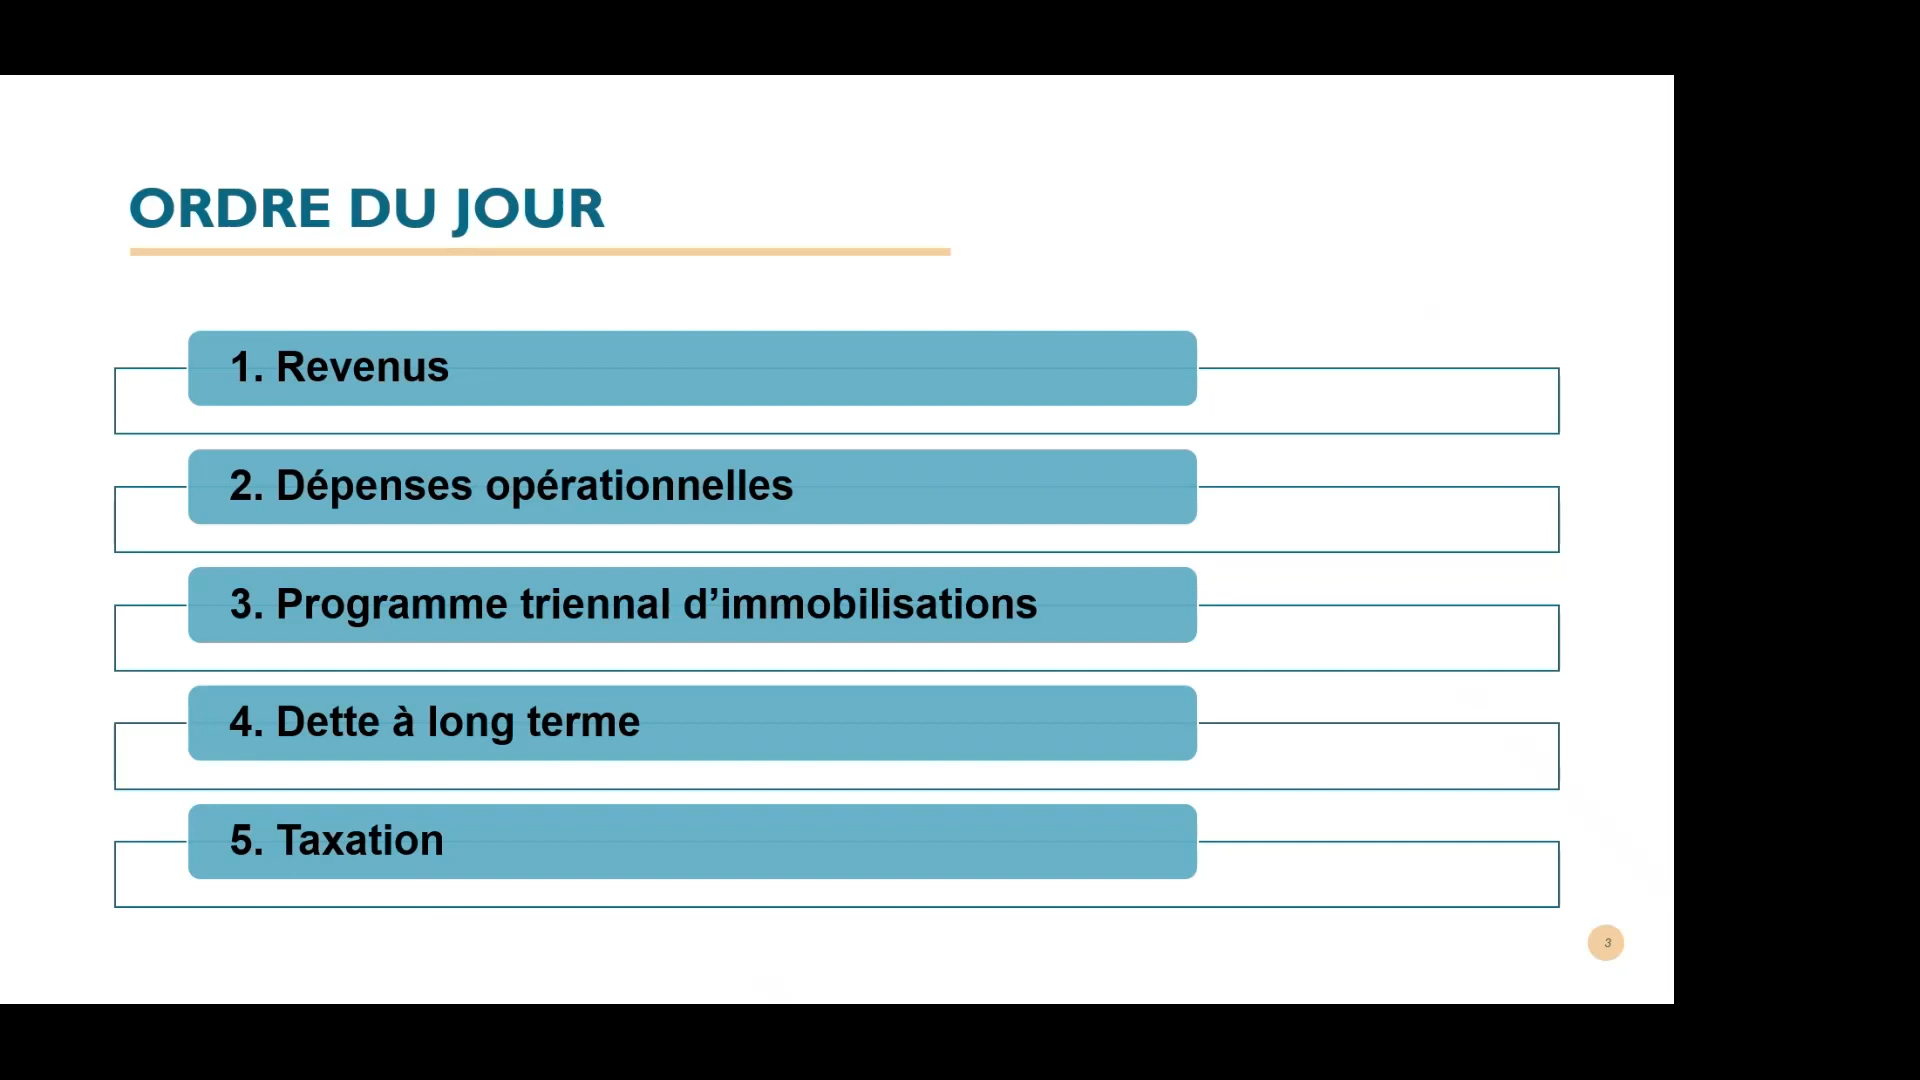 ORDRE DU JOUR
1. Revenus
2. Dépenses opérationnelles
3. Programme triennal d’immobilisations
4. Dette à long terme
5. Taxation
3